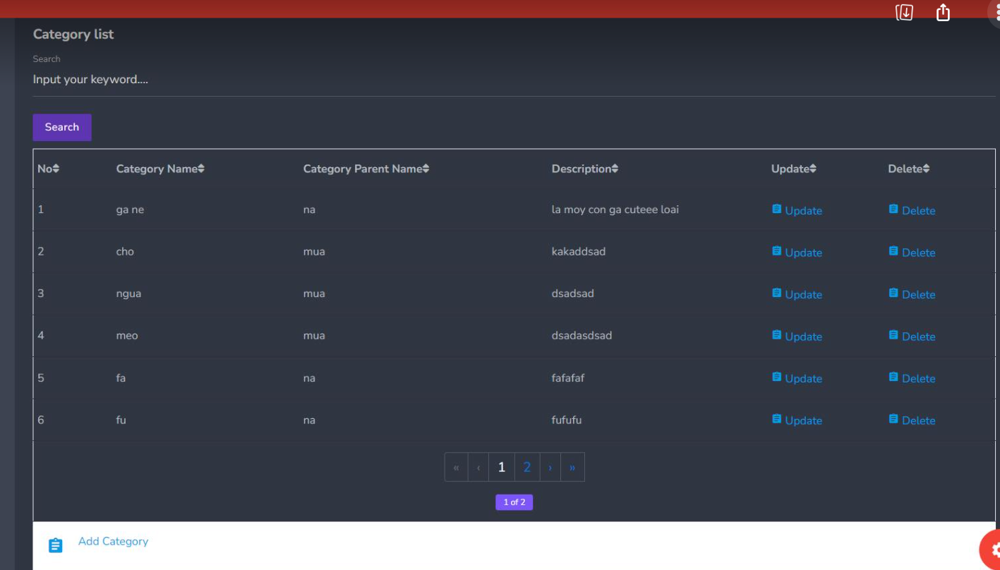 Category list
Search
Input your keyword....
Search
No Category Name Category Parent Name Description Update Delete
1 ga ne na la moy con ga cuteee loai Update Delete
2 cho mua kakaddsad Update Delete
3 ngua mua dsadsad Update Delete
4 meo mua dsadasdsad Update Delete
5 fa na fafafaf Update Delete
6 fu na fufufu Update Delete
« ‹ 1 2 › »
1 of 2
Add Category